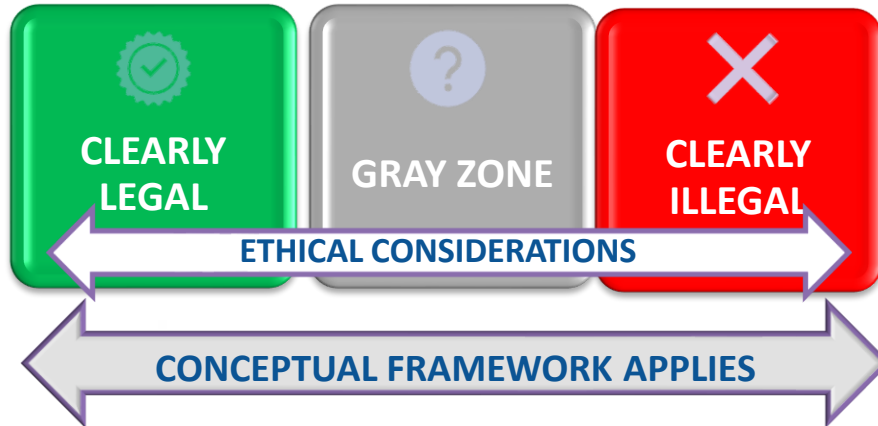 ?
CLEARLY
LEGAL
GRAY ZONE
CLEARLY
ILLEGAL
ETHICAL CONSIDERATIONS
CONCEPTUAL FRAMEWORK APPLIES